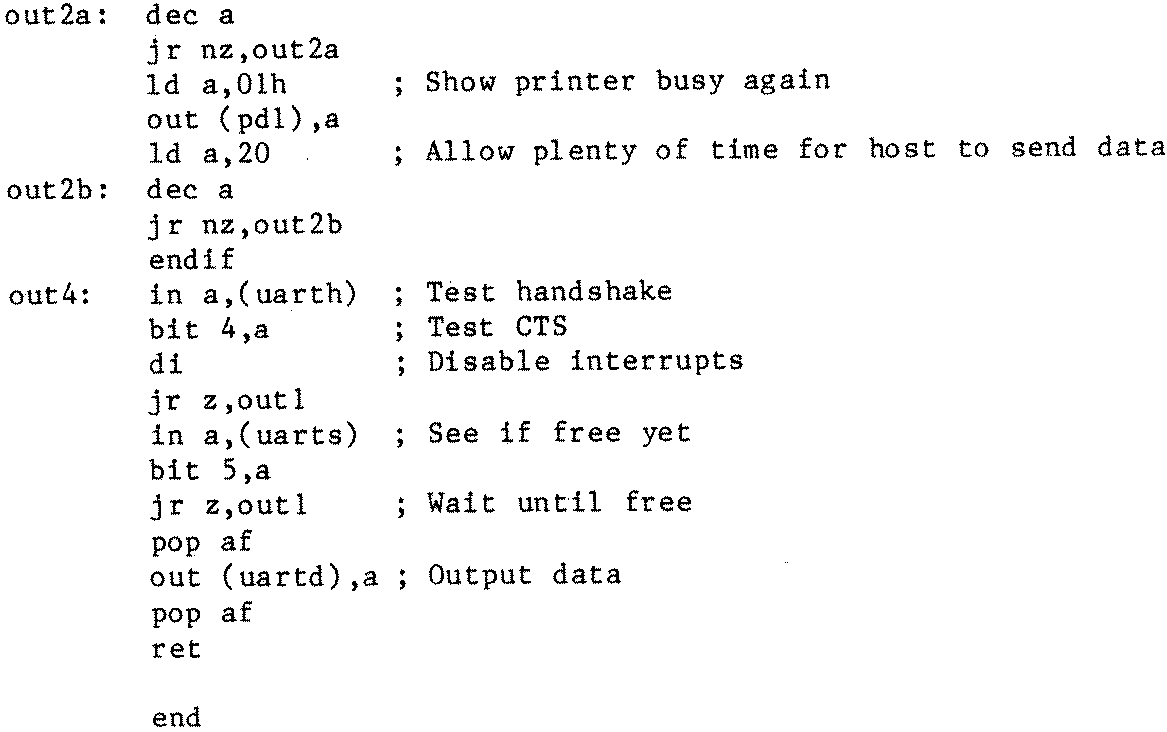 out2a:  dec a
        jr nz,out2a
        ld a,01h      ; Show printer busy again
        out (pdl),a
        ld a,20       ; Allow plenty of time for host to send data
out2b:  dec a
        jr nz,out2b
        endif
out4:   in a,(uarth)  ; Test handshake
        bit 4,a       ; Test CTS
        di            ; Disable interrupts
        jr z,out1
        in a,(uarts)  ; See if free yet
        bit 5,a
        jr z,out1     ; Wait until free
        pop af
        out (uartd),a ; Output data
        pop af
        ret

        end